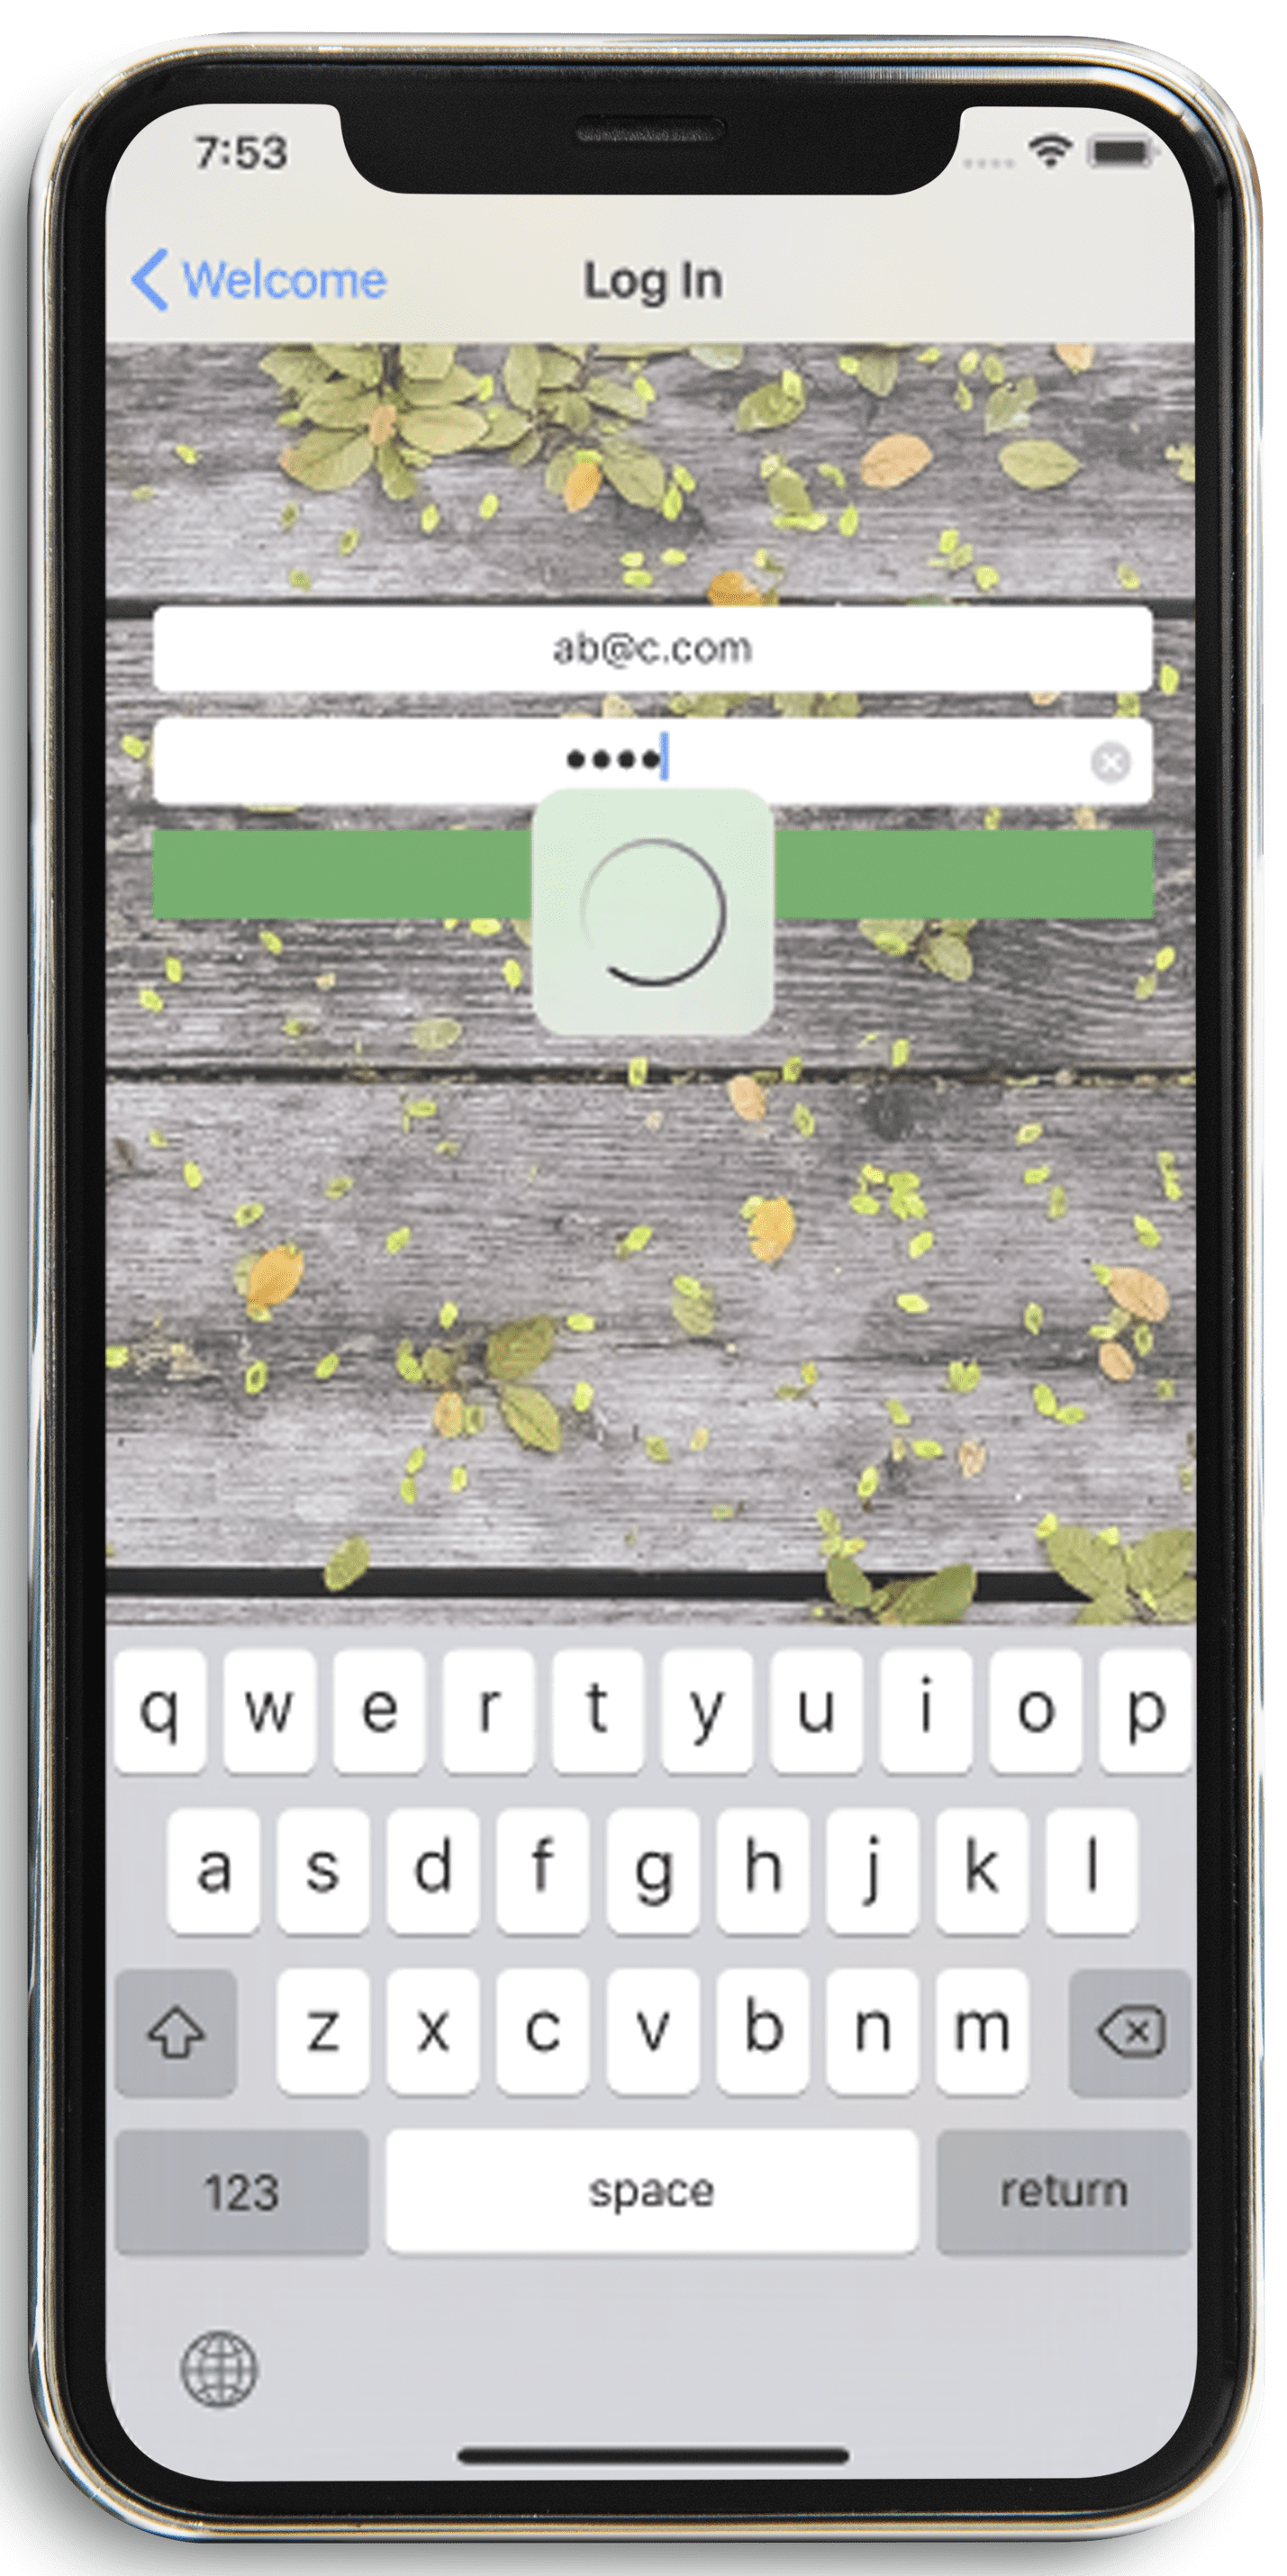 7:53
Welcome Log In
ab@c.com
••••
q w e r t y u i o p
a s d f g h j k l
z x c v b n m
123 space return